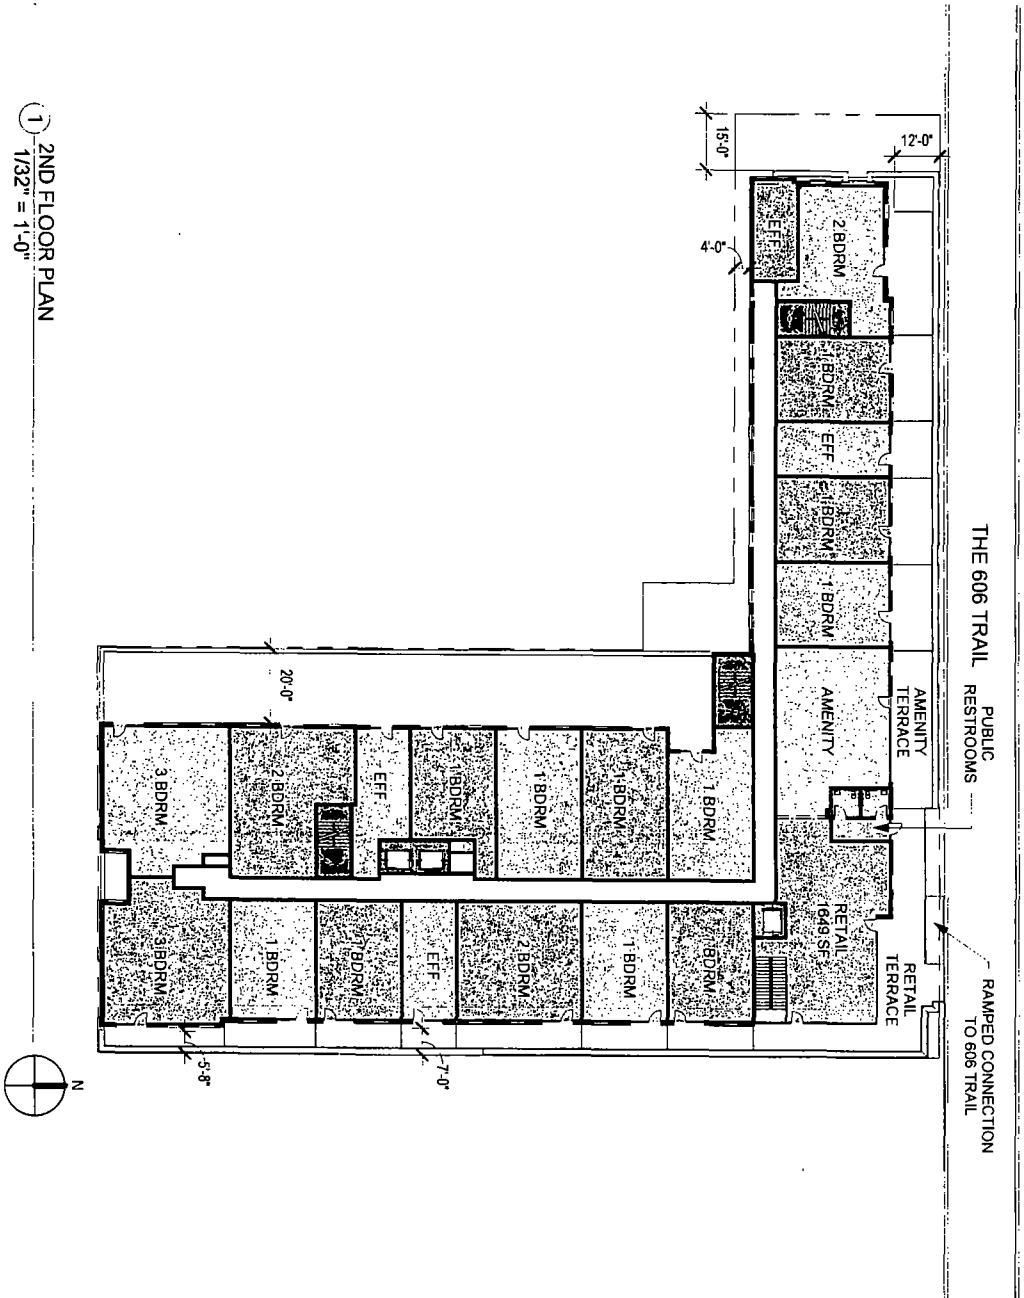 THE 606 TRAIL
PUBLIC
RESTROOMS
RAMPED CONNECTION
TO 606 TRAIL
12'-0"
15'-0"
4'-0"
2 BDRM
EFF
1 BDRM
EFF
1 BDRM
1 BDRM
AMENITY
AMENITY
TERRACE
RETAIL
1649 SF
RETAIL
TERRACE
20'-0"
1 BDRM
1 BDRM
1 BDRM
1 BDRM
EFF
2 BDRM
3 BDRM
1 BDRM
1 BDRM
2 BDRM
EFF
1 BDRM
1 BDRM
3 BDRM
7'-0"
5'-8"
N
1
2ND FLOOR PLAN
1/32" = 1'-0"